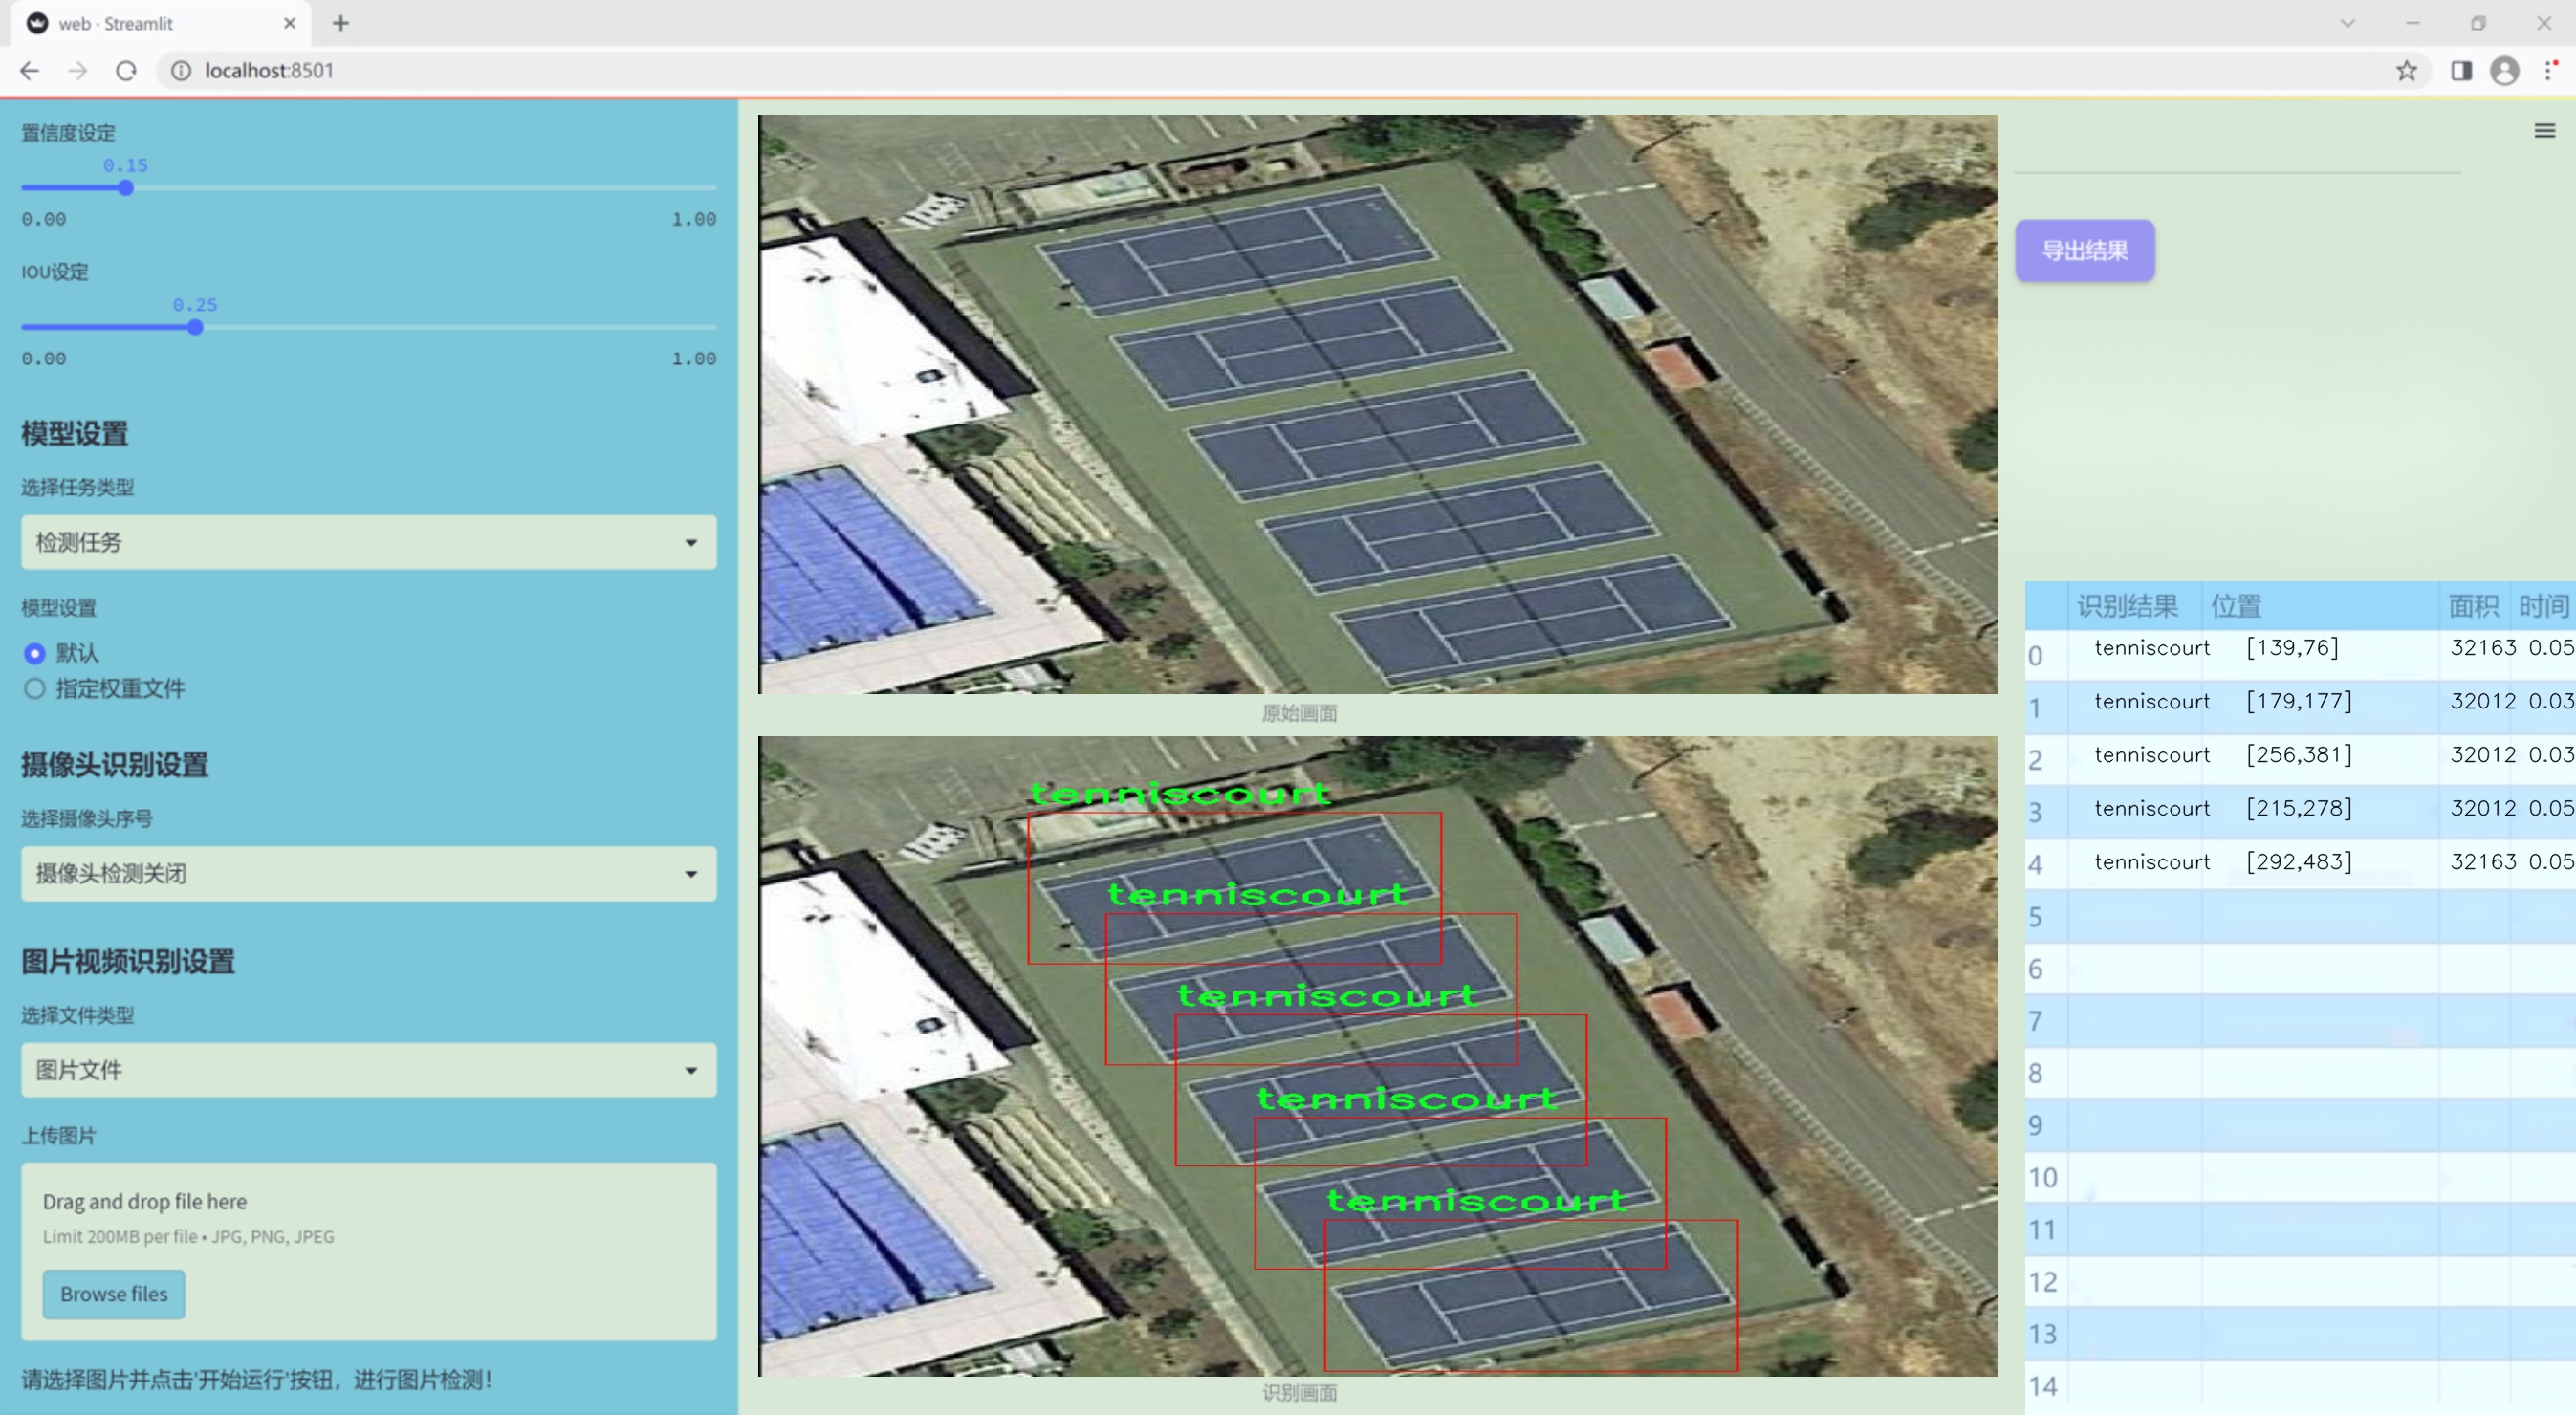 web · Streamlit
localhost:8501
置信度设定
0.15
0.00 1.00
IOU设定
0.25
0.00 1.00
模型设置
选择任务类型
检测任务
模型设置
默认
指定权重文件
摄像头识别设置
选择摄像头序号
摄像头检测关闭
图片视频识别设置
选择文件类型
图片文件
上传图片
Drag and drop file here
Limit 200MB per file • JPG, PNG, JPEG
Browse files
请选择图片并点击'开始运行'按钮，进行图片检测！
原始画面
tenniscourt
tenniscourt
tenniscourt
tenniscourt
tenniscourt
识别画面
导出结果
识别结果 位置 面积 时间
0 tenniscourt [139,76] 32163 0.05
1 tenniscourt [179,177] 32012 0.03
2 tenniscourt [256,381] 32012 0.03
3 tenniscourt [215,278] 32012 0.05
4 tenniscourt [292,483] 32163 0.05
5
6
7
8
9
10
11
12
13
14